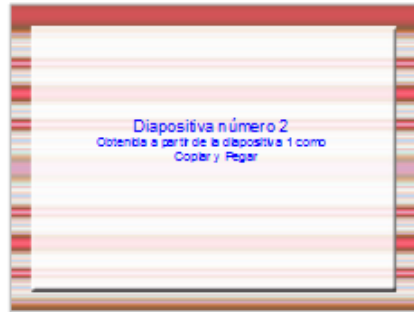 Diapositiva número 2
Obtenida a partir de la diapositiva 1 como
Copiar y Pegar